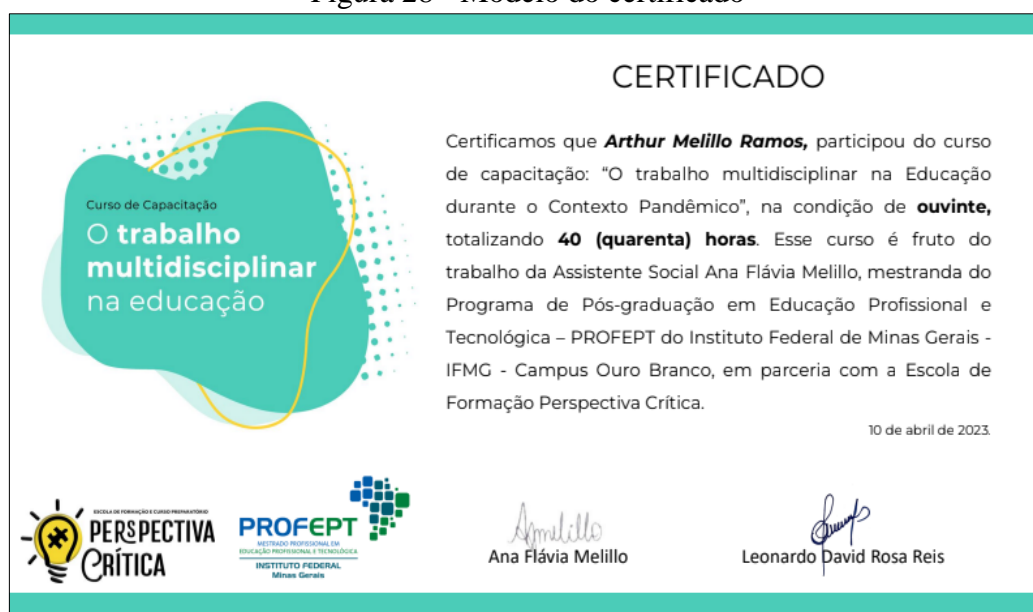 Figura 28 - Modelo do certificado
CERTIFICADO
Certificamos que Arthur Melillo Ramos, participou do curso
de capacitação: “O trabalho multidisciplinar na Educação
durante o Contexto Pandêmico”, na condição de ouvinte,
totalizando 40 (quarenta) horas. Esse curso é fruto do
trabalho da Assistente Social Ana Flávia Melillo, mestranda do
Programa de Pós-graduação em Educação Profissional e
Tecnológica – PROFEPT do Instituto Federal de Minas Gerais -
IFMG - Campus Ouro Branco, em parceria com a Escola de
Formação Perspectiva Crítica.
10 de abril de 2023.
Curso de Capacitação
O trabalho
multidisciplinar
na educação
ESCOLA DE FORMAÇÃO E CURSO PREPARATÓRIO
PERSPECTIVA
CRÍTICA
PROFEPT
MESTRADO PROFISSIONAL EM
EDUCAÇÃO PROFISSIONAL E TECNOLÓGICA
INSTITUTO FEDERAL
Minas Gerais
Amelillo
Ana Flávia Melillo
Leonardo David Rosa Reis